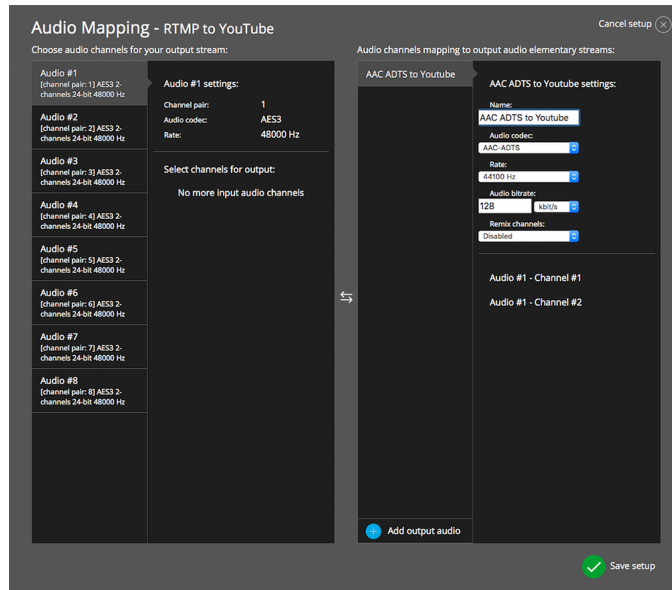 Audio Mapping - RTMP to YouTube
Cancel setup
Choose audio channels for your output stream:
Audio #1
[channel pair: 1] AES3 2-
channels 24-bit 48000 Hz
Audio #2
[channel pair: 2] AES3 2-
channels 24-bit 48000 Hz
Audio #3
[channel pair: 3] AES3 2-
channels 24-bit 48000 Hz
Audio #4
[channel pair: 4] AES3 2-
channels 24-bit 48000 Hz
Audio #5
[channel pair: 5] AES3 2-
channels 24-bit 48000 Hz
Audio #6
[channel pair: 6] AES3 2-
channels 24-bit 48000 Hz
Audio #7
[channel pair: 7] AES3 2-
channels 24-bit 48000 Hz
Audio #8
[channel pair: 8] AES3 2-
channels 24-bit 48000 Hz
Audio #1 settings:
Channel pair: 1
Audio codec: AES3
Rate: 48000 Hz
Select channels for output:
No more input audio channels
Audio channels mapping to output audio elementary streams:
AAC ADTS to Youtube
Add output audio
AAC ADTS to Youtube settings:
Name:
AAC ADTS to Youtube
Audio codec:
AAC-ADTS
Rate:
44100 Hz
Audio bitrate:
128 kbit/s
Remix channels:
Disabled
Audio #1 - Channel #1
Audio #1 - Channel #2
Save setup